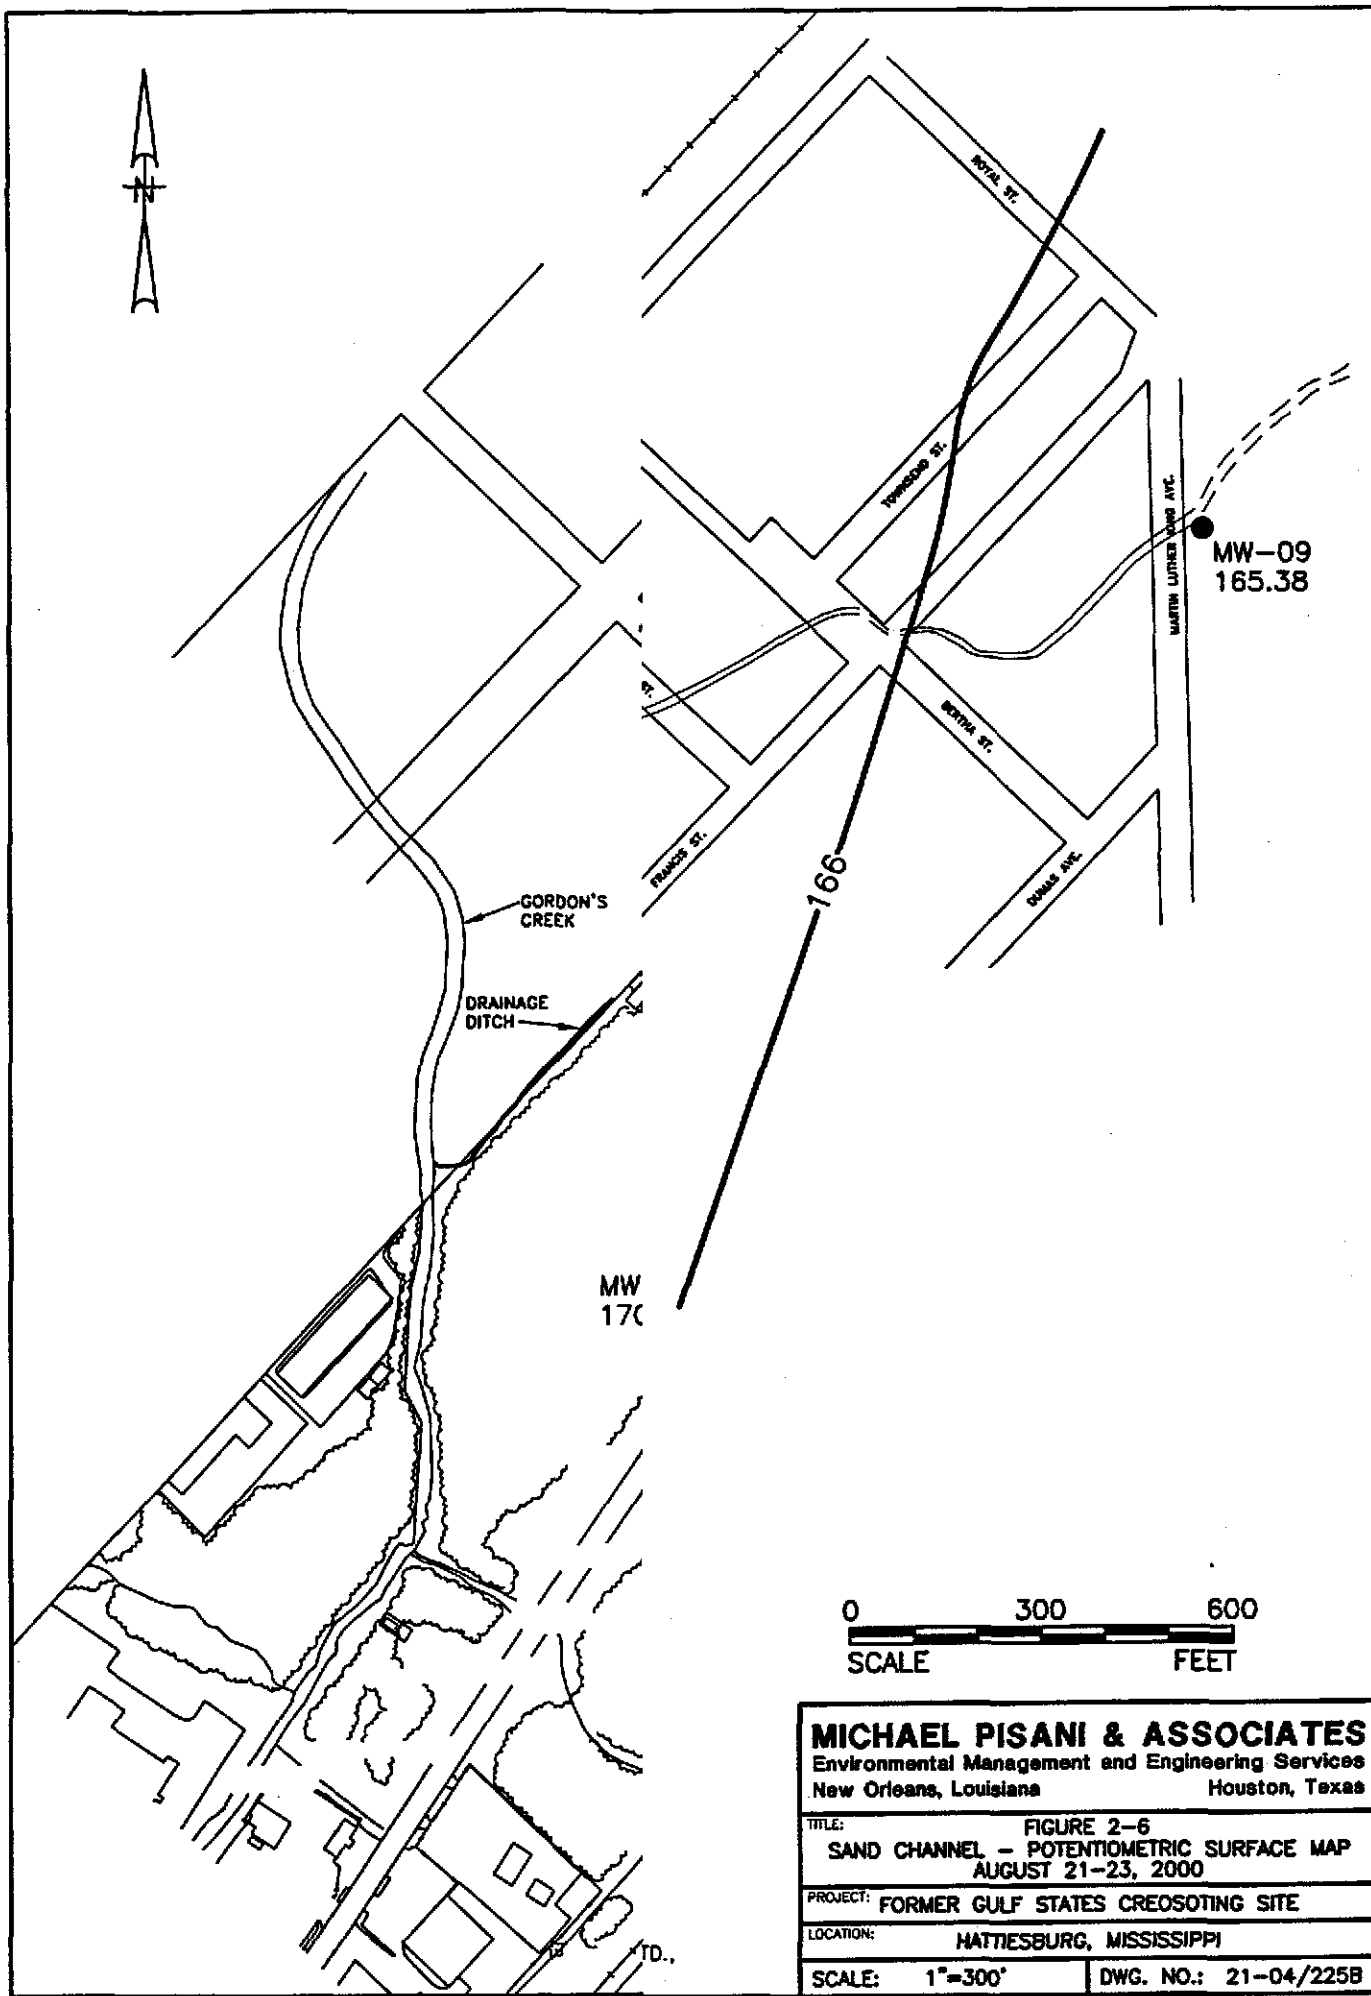 N
ROYAL ST.
TOWNSEND ST.
MARTIN LUTHER KING AVE.
MW-09
165.38
ST.
BERTHA ST.
FRANCIS ST.
DUMAS AVE.
166
GORDON'S
CREEK
DRAINAGE
DITCH
MW
170
0 300 600
SCALE FEET
TD.,
MICHAEL PISANI & ASSOCIATES
Environmental Management and Engineering Services
New Orleans, Louisiana Houston, Texas
TITLE: FIGURE 2-6
SAND CHANNEL - POTENTIOMETRIC SURFACE MAP
AUGUST 21-23, 2000
PROJECT: FORMER GULF STATES CREOSOTING SITE
LOCATION: HATTIESBURG, MISSISSIPPI
SCALE: 1"=300' DWG. NO.: 21-04/225B